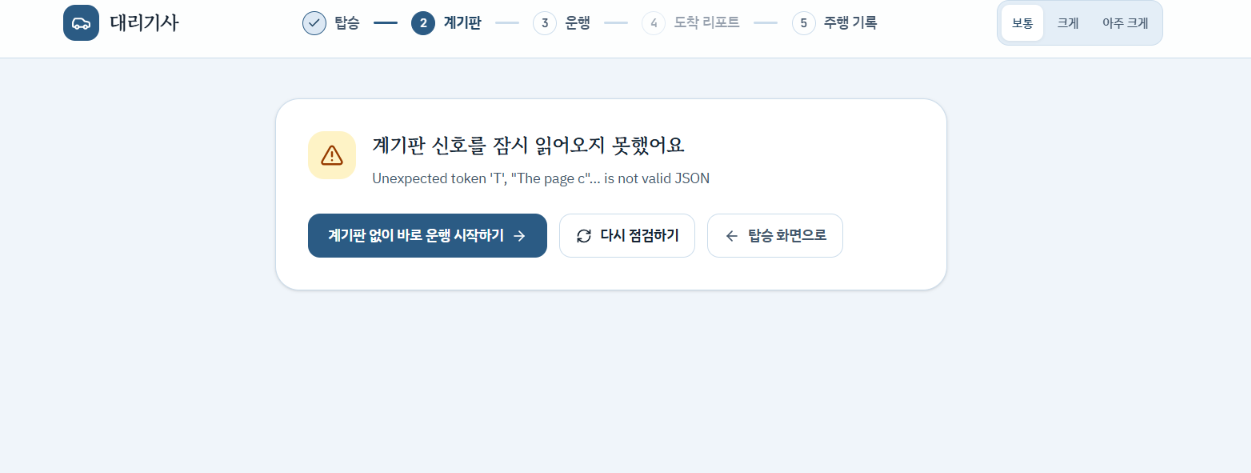 대리기사
탑승
2 계기판
3 운행
4 도착 리포트
5 주행 기록
보통 크게 아주 크게
계기판 신호를 잠시 읽어오지 못했어요
Unexpected token 'T', "The page c"... is not valid JSON
계기판 없이 바로 운행 시작하기 →
다시 점검하기
← 탑승 화면으로